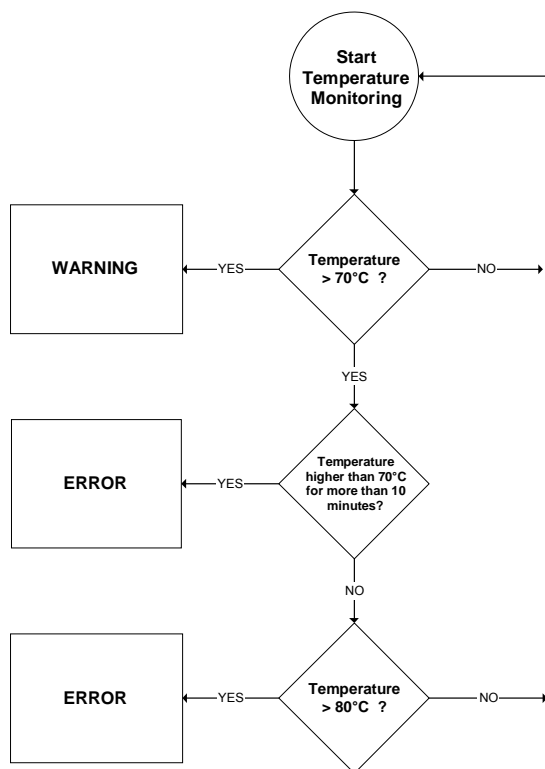 Start
Temperature
Monitoring
WARNING
YES
Temperature
> 70°C ?
NO
YES
ERROR
YES
Temperature
higher than 70°C
for more than 10
minutes?
NO
ERROR
YES
Temperature
> 80°C ?
NO